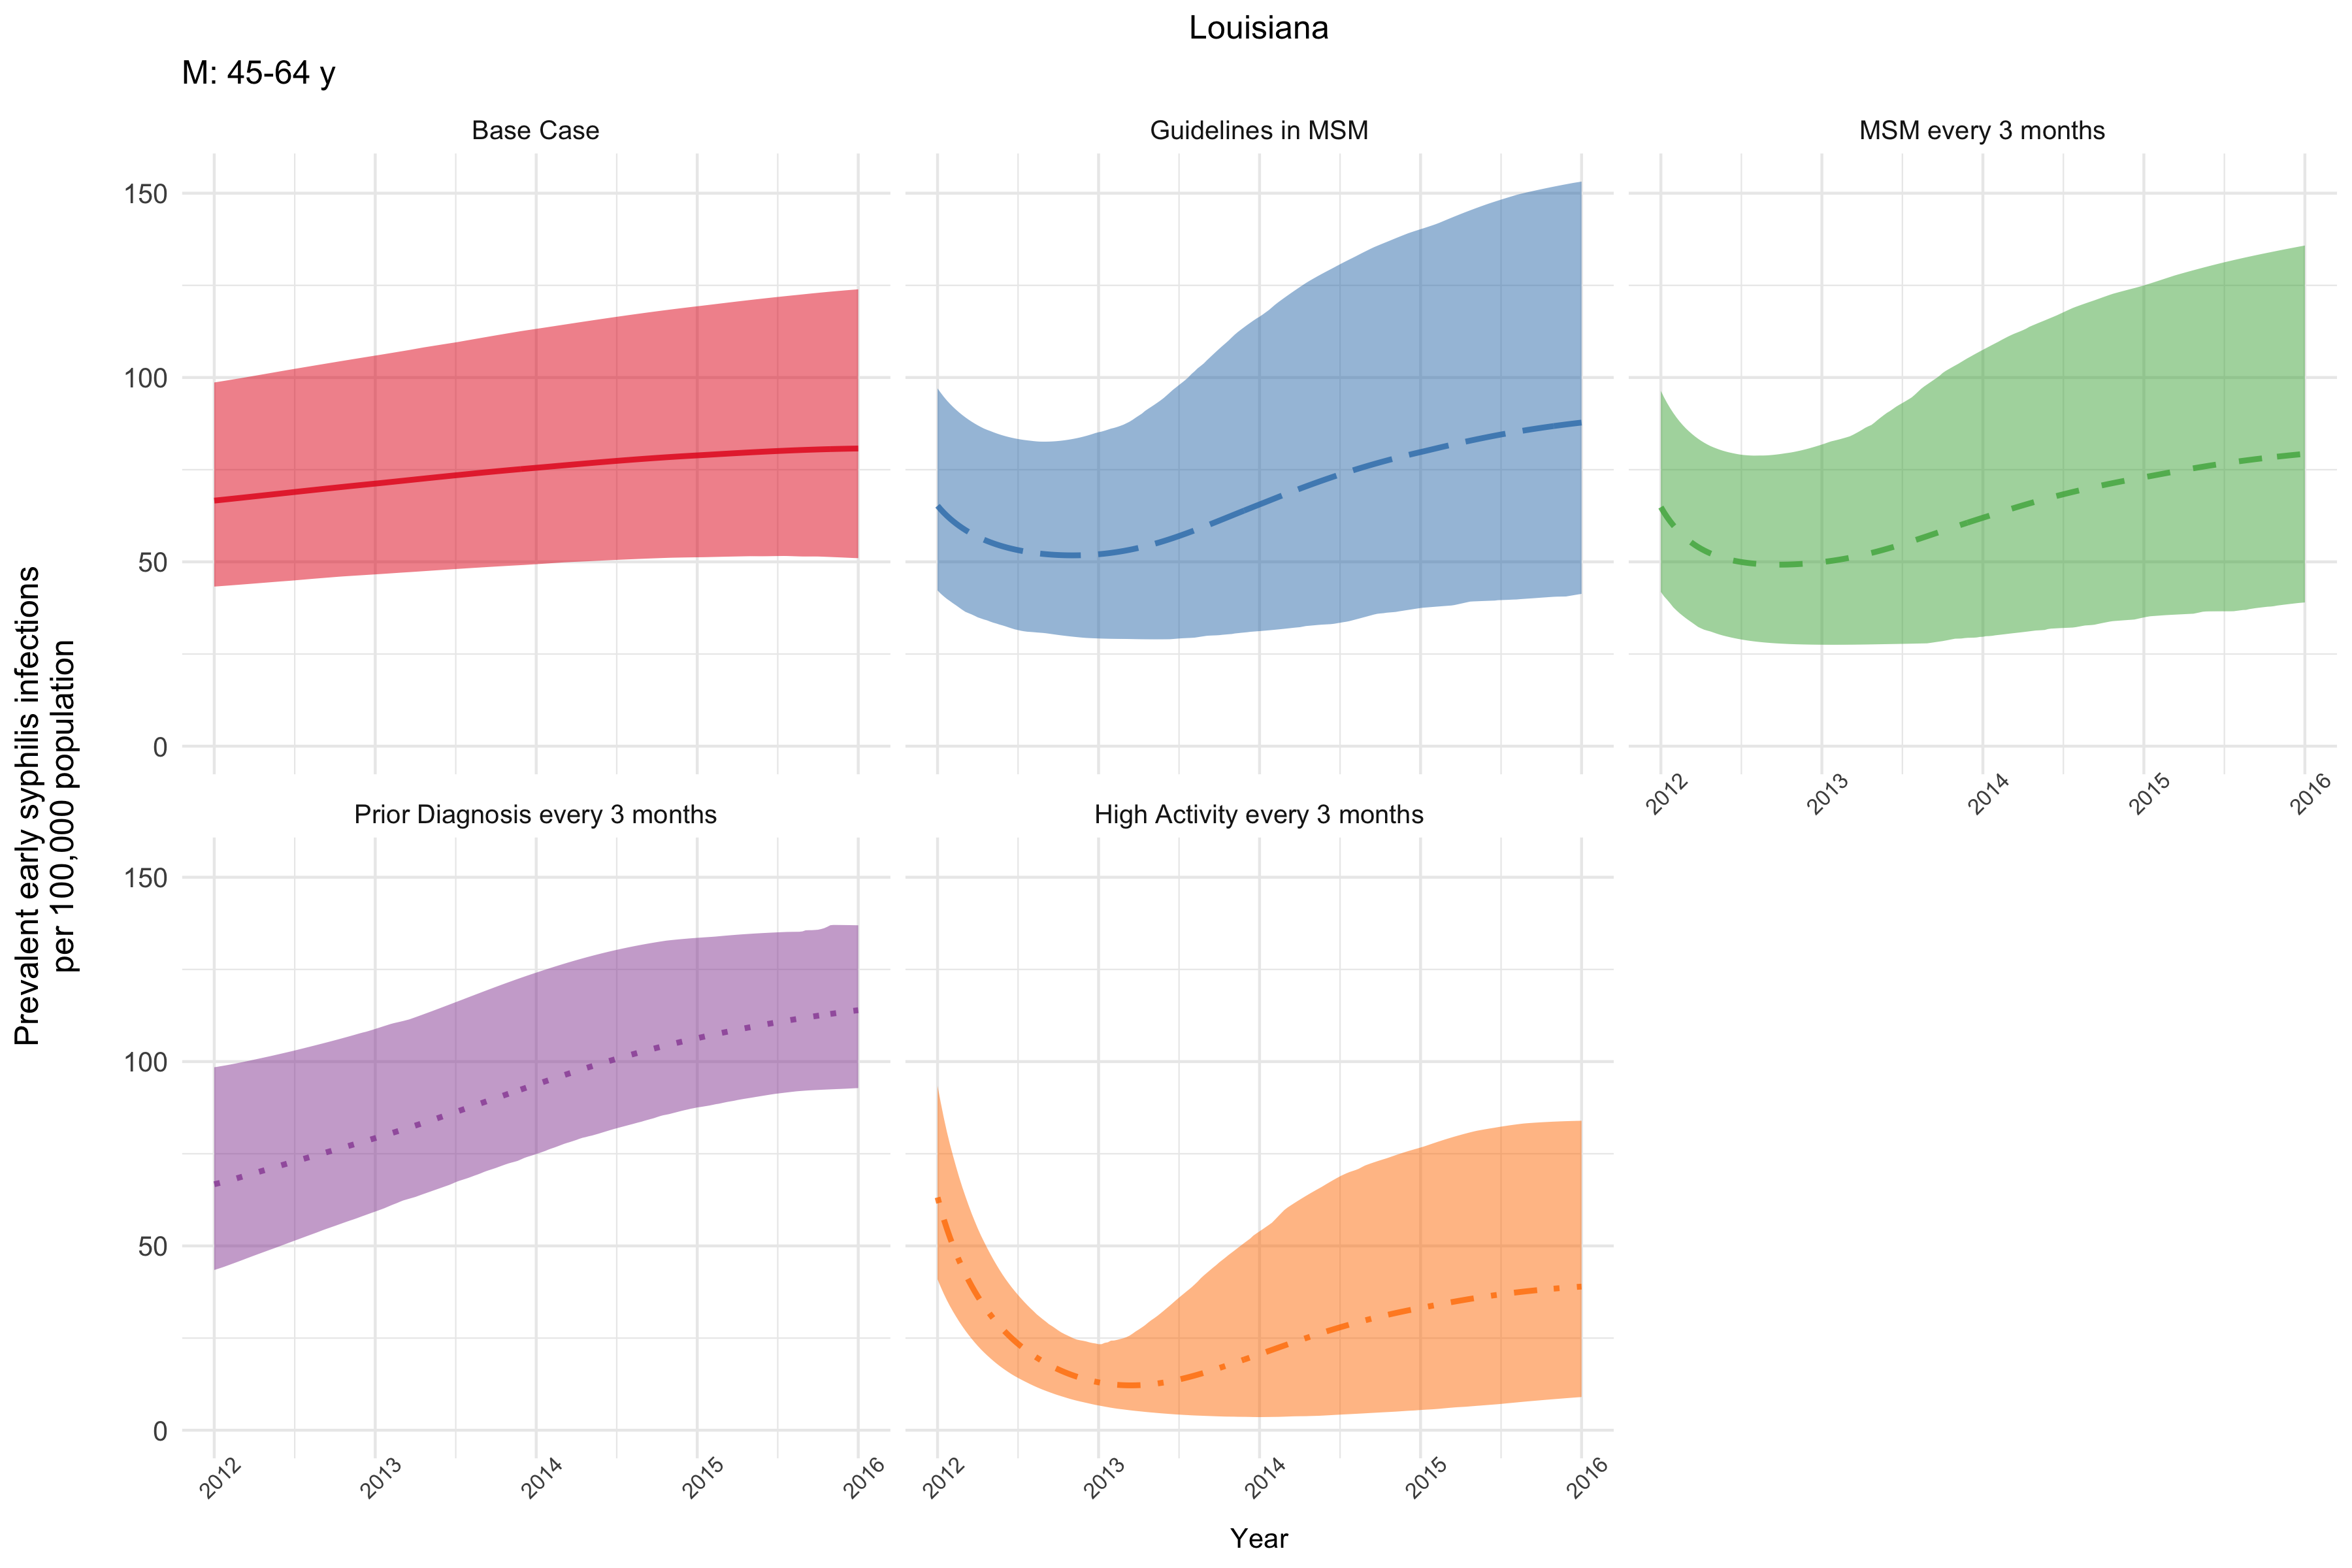 Louisiana
M: 45-64 y
Base Case
Guidelines in MSM
MSM every 3 months
150
100
50
0
2012
2013
2014
2015
2016
Prevalent early syphilis infections
per 100,000 population
Prior Diagnosis every 3 months
High Activity every 3 months
150
100
50
0
2012
2013
2014
2015
2016
2012
2013
2014
2015
2016
Year